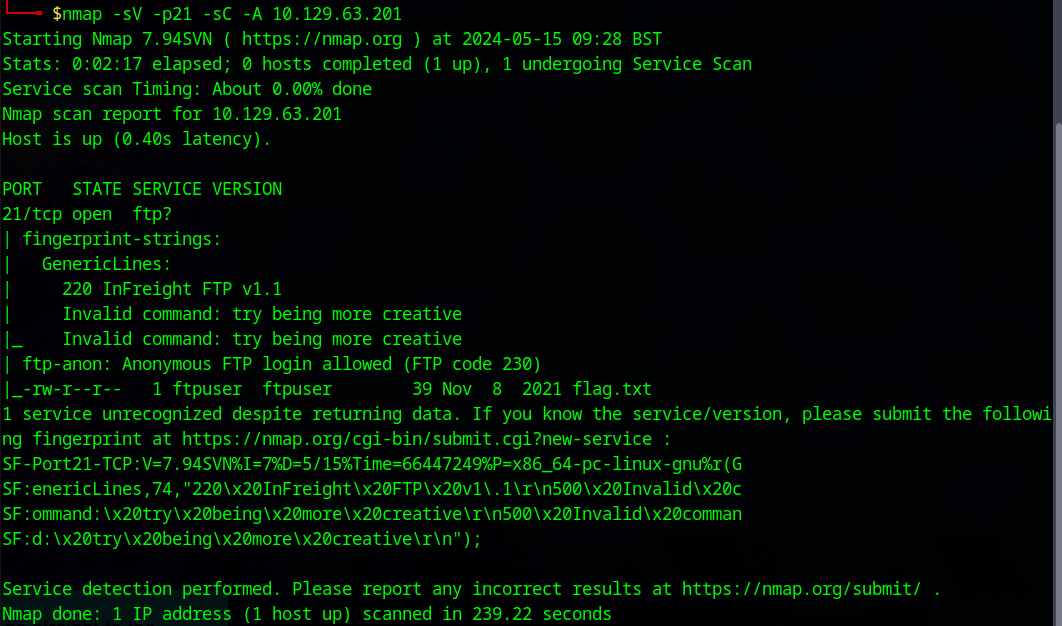 $nmap -sV -p21 -sC -A 10.129.63.201
Starting Nmap 7.94SVN ( https://nmap.org ) at 2024-05-15 09:28 BST
Stats: 0:02:17 elapsed; 0 hosts completed (1 up), 1 undergoing Service Scan
Service scan Timing: About 0.00% done
Nmap scan report for 10.129.63.201
Host is up (0.40s latency).

PORT   STATE SERVICE VERSION
21/tcp open  ftp?
| fingerprint-strings:
|   GenericLines:
|     220 InFreight FTP v1.1
|     Invalid command: try being more creative
|_    Invalid command: try being more creative
| ftp-anon: Anonymous FTP login allowed (FTP code 230)
|_-rw-r--r--   1 ftpuser  ftpuser        39 Nov  8  2021 flag.txt
1 service unrecognized despite returning data. If you know the service/version, please submit the followi
ng fingerprint at https://nmap.org/cgi-bin/submit.cgi?new-service :
SF-Port21-TCP:V=7.94SVN%I=7%D=5/15%Time=66447249%P=x86_64-pc-linux-gnu%r(G
SF:enericLines,74,"220\x20InFreight\x20FTP\x20v1\.1\r\n500\x20Invalid\x20c
SF:ommand:\x20try\x20being\x20more\x20creative\r\n500\x20Invalid\x20comman
SF:d:\x20try\x20being\x20more\x20creative\r\n");

Service detection performed. Please report any incorrect results at https://nmap.org/submit/ .
Nmap done: 1 IP address (1 host up) scanned in 239.22 seconds